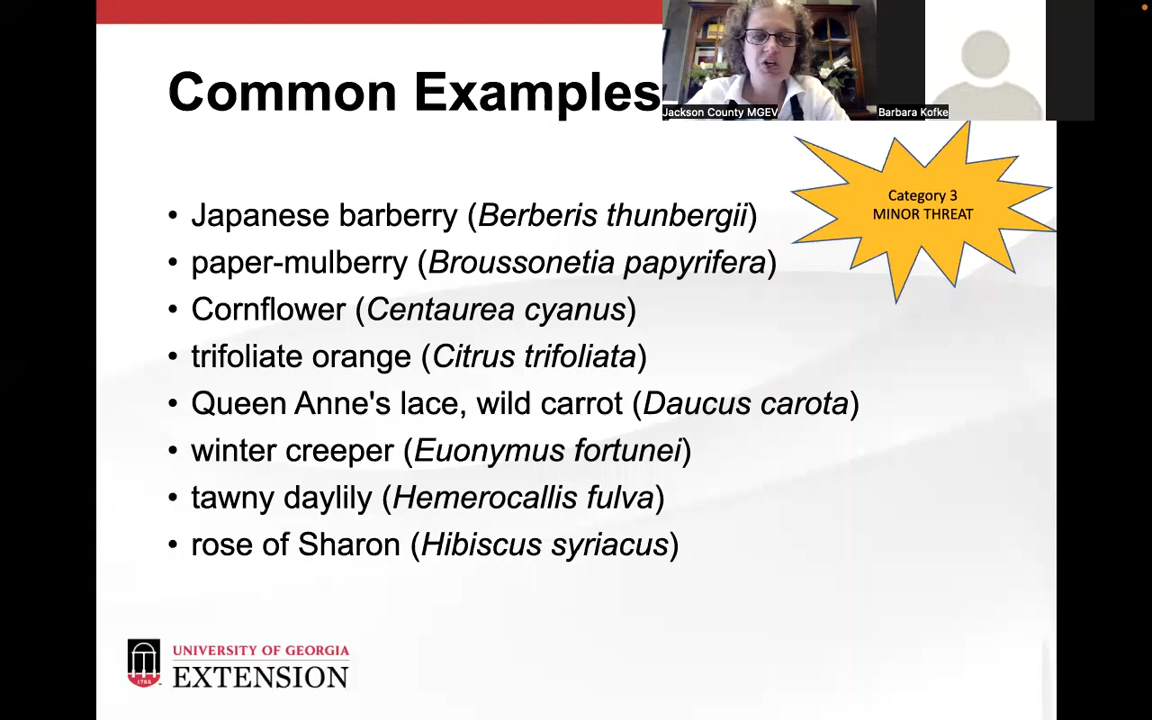 Common Examples
Jackson County MGEV
Barbara Kofke
Category 3
MINOR THREAT
• Japanese barberry (Berberis thunbergii)
• paper-mulberry (Broussonetia papyrifera)
• Cornflower (Centaurea cyanus)
• trifoliate orange (Citrus trifoliata)
• Queen Anne's lace, wild carrot (Daucus carota)
• winter creeper (Euonymus fortunei)
• tawny daylily (Hemerocallis fulva)
• rose of Sharon (Hibiscus syriacus)
1785
UNIVERSITY OF GEORGIA
EXTENSION